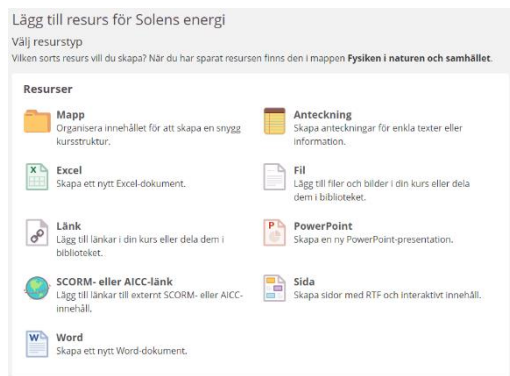 Lägg till resurs för Solens energi
Välj resurstyp
Vilken sorts resurs vill du skapa? När du har sparat resursen finns den i mappen Fysiken i naturen och samhället.
Resurser
Mapp
Organisera innehållet för att skapa en snygg
kursstruktur.
Anteckning
Skapa anteckningar för enkla texter eller
information.
Excel
Skapa ett nytt Excel-dokument.
Fil
Lägg till filer och bilder i din kurs eller dela
dem i biblioteket.
Länk
Lägg till länkar i din kurs eller dela dem i
biblioteket.
PowerPoint
Skapa en ny PowerPoint-presentation.
SCORM- eller AICC-länk
Lägg till länkar till externt SCORM- eller AICC-
innehåll.
Sida
Skapa sidor med RTF och interaktivt innehåll.
Word
Skapa ett nytt Word-dokument.